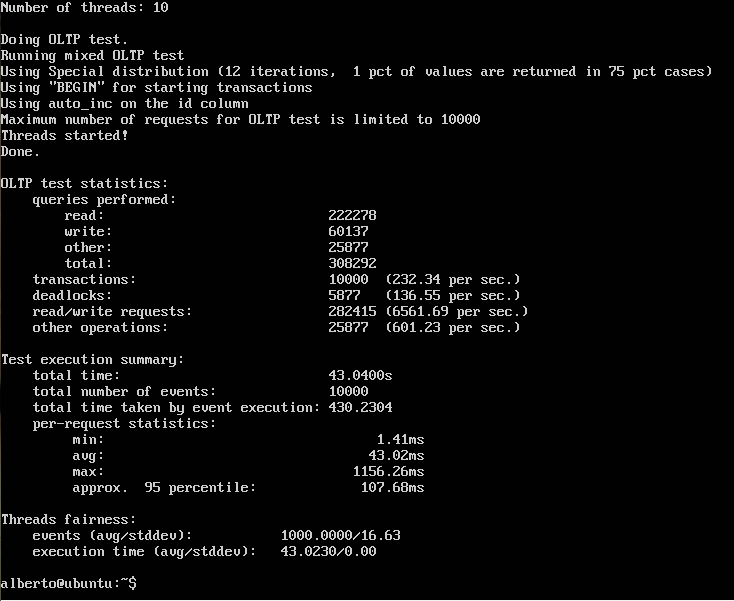 Number of threads: 10
Doing OLTP test.
Running mixed OLTP test
Using Special distribution (12 iterations,  1 pct of values are returned in 75 pct cases)
Using "BEGIN" for starting transactions
Using auto_inc on the id column
Maximum number of requests for OLTP test is limited to 10000
Threads started!
Done.
OLTP test statistics:
    queries performed:
        read:                            222278
        write:                           60137
        other:                           25877
        total:                           308292
    transactions:                        10000  (232.34 per sec.)
    deadlocks:                           5877   (136.55 per sec.)
    read/write requests:                 282415 (6561.69 per sec.)
    other operations:                    25877  (601.23 per sec.)
Test execution summary:
    total time:                          43.0400s
    total number of events:              10000
    total time taken by event execution: 430.2304
    per-request statistics:
         min:                                  1.41ms
         avg:                                 43.02ms
         max:                               1156.26ms
         approx.  95 percentile:             107.68ms
Threads fairness:
    events (avg/stddev):           1000.0000/16.63
    execution time (avg/stddev):   43.0230/0.00
alberto@ubuntu:~$